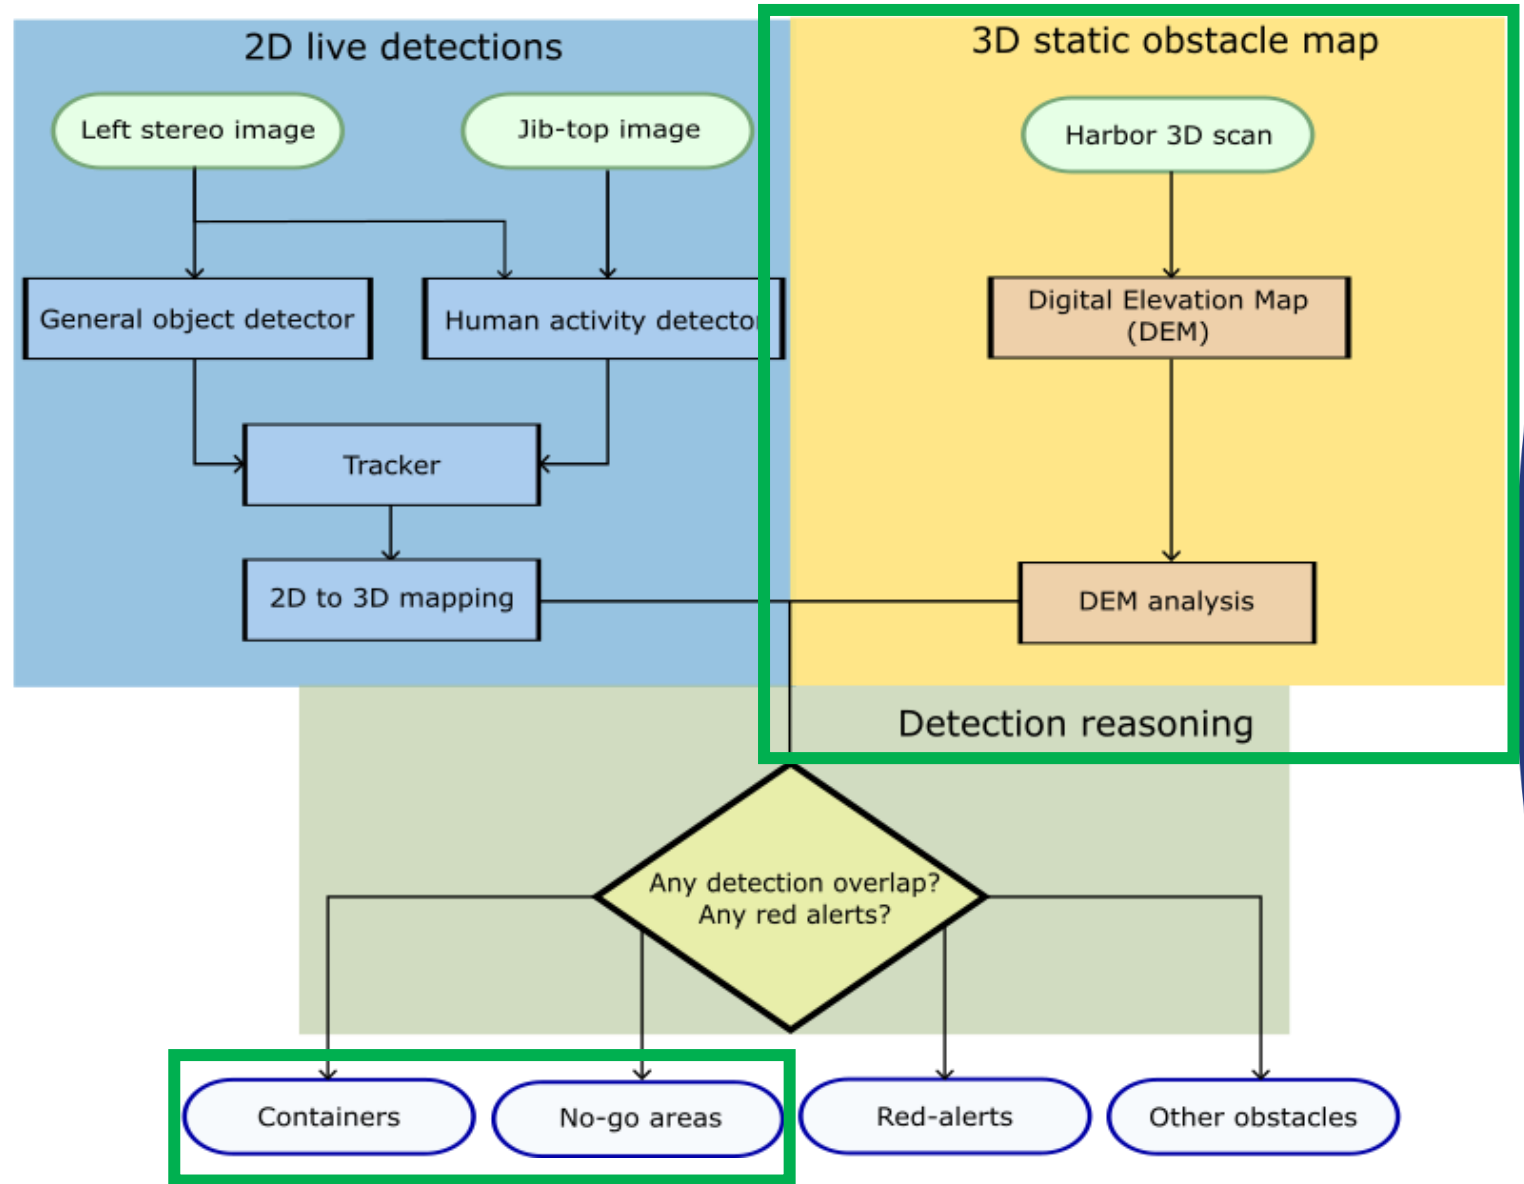 2D live detections
3D static obstacle map
Left stereo image
Jib-top image
Harbor 3D scan
General object detector
Human activity detector
Digital Elevation Map
(DEM)
Tracker
2D to 3D mapping
DEM analysis
Detection reasoning
Any detection overlap?
Any red alerts?
Containers
No-go areas
Red-alerts
Other obstacles